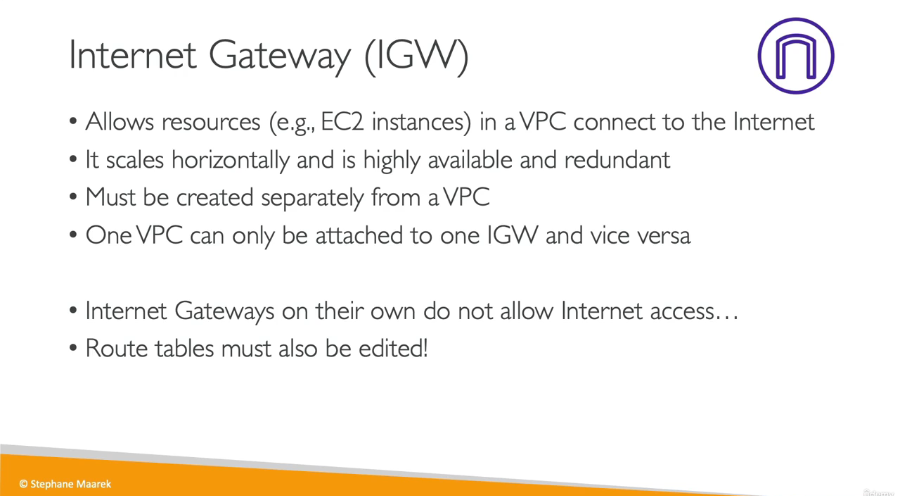 Internet Gateway (IGW)
• Allows resources (e.g., EC2 instances) in a VPC connect to the Internet
• It scales horizontally and is highly available and redundant
• Must be created separately from a VPC
• One VPC can only be attached to one IGW and vice versa
• Internet Gateways on their own do not allow Internet access…
• Route tables must also be edited!
© Stephane Maarek